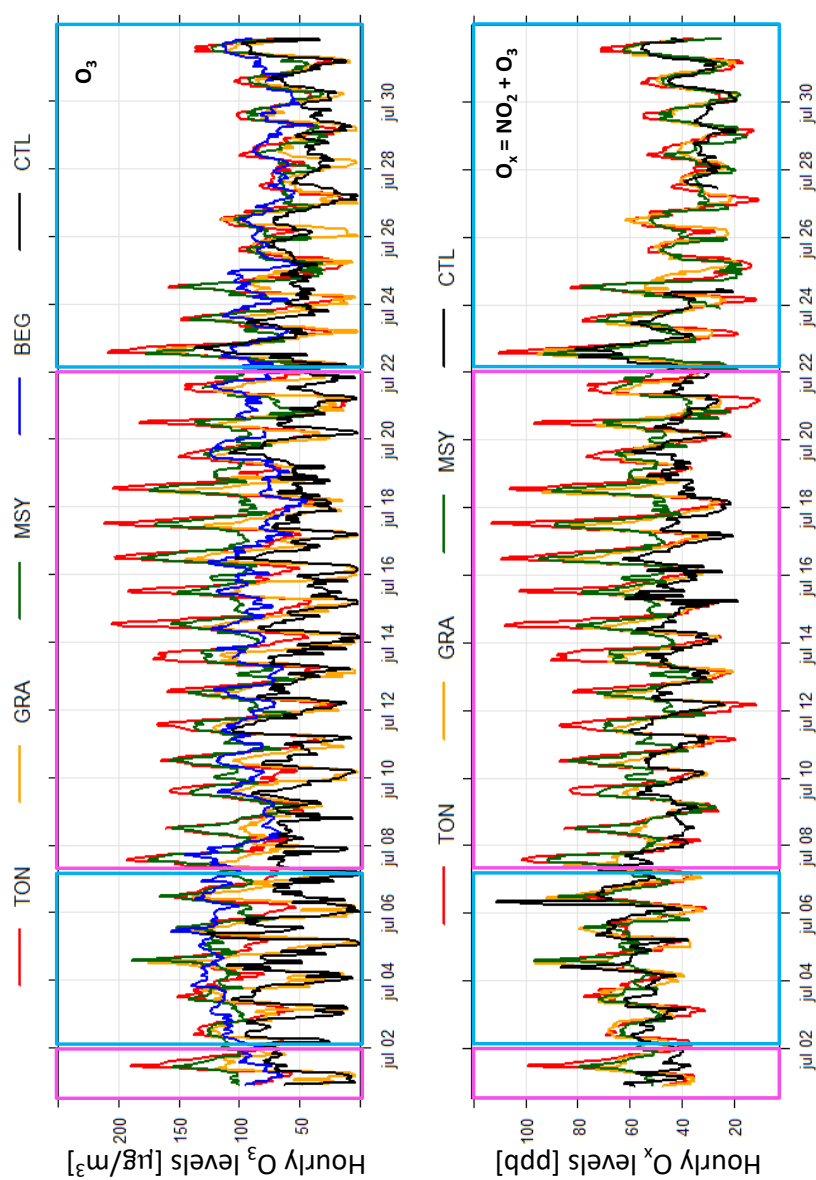 TON GRA MSY BEG CTL
Hourly O₃ levels [µg/m³]
O₃
200
150
100
50
jul 02 jul 04 jul 06 jul 08 jul 10 jul 12 jul 14 jul 16 jul 18 jul 20 jul 22 jul 24 jul 26 jul 28 jul 30
TON GRA MSY CTL
Hourly Oₓ levels [ppb]
Oₓ = NO₂ + O₃
100
80
60
40
20
jul 02 jul 04 jul 06 jul 08 jul 10 jul 12 jul 14 jul 16 jul 18 jul 20 jul 22 jul 24 jul 26 jul 28 jul 30